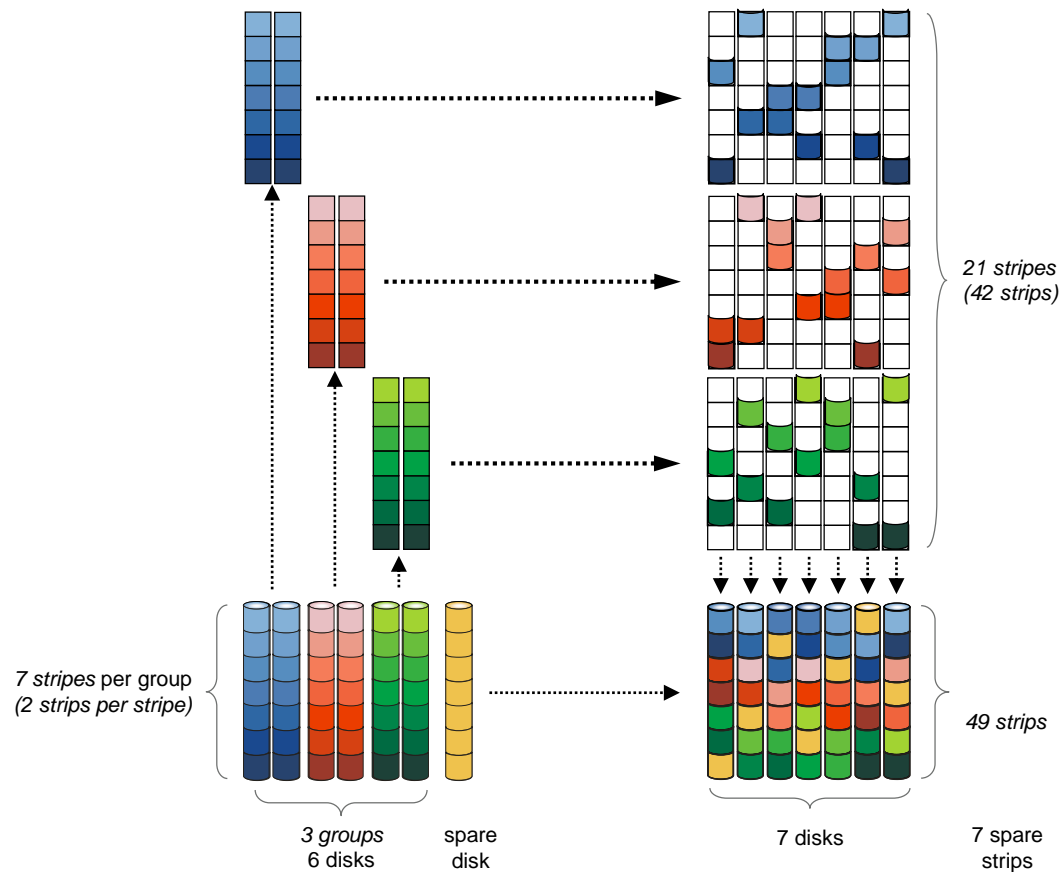 21 stripes
(42 strips)
7 stripes per group
(2 strips per stripe)
49 strips
3 groups
6 disks
spare
disk
7 disks
7 spare
strips